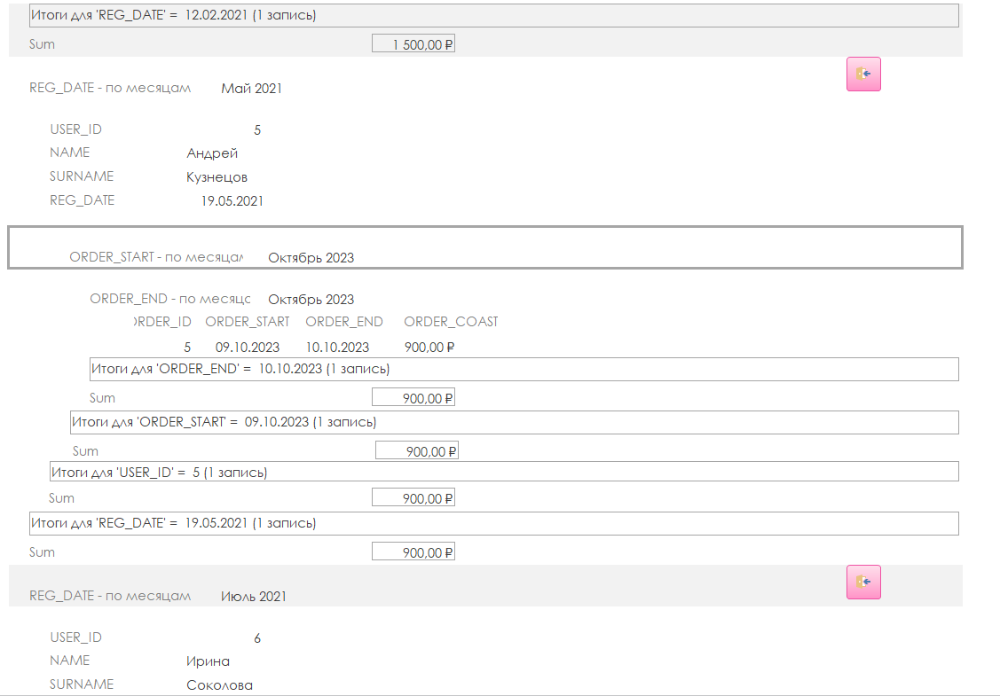 Итоги для 'REG_DATE' = 12.02.2021 (1 запись)
Sum 1 500,00 ₽
REG_DATE - по месяцам Май 2021
USER_ID 5
NAME Андрей
SURNAME Кузнецов
REG_DATE 19.05.2021
ORDER_START - по месяцам Октябрь 2023
ORDER_END - по месяцс Октябрь 2023
ORDER_ID ORDER_START ORDER_END ORDER_COAST
5 09.10.2023 10.10.2023 900,00 ₽
Итоги для 'ORDER_END' = 10.10.2023 (1 запись)
Sum 900,00 ₽
Итоги для 'ORDER_START' = 09.10.2023 (1 запись)
Sum 900,00 ₽
Итоги для 'USER_ID' = 5 (1 запись)
Sum 900,00 ₽
Итоги для 'REG_DATE' = 19.05.2021 (1 запись)
Sum 900,00 ₽
REG_DATE - по месяцам Июль 2021
USER_ID 6
NAME Ирина
SURNAME Соколова